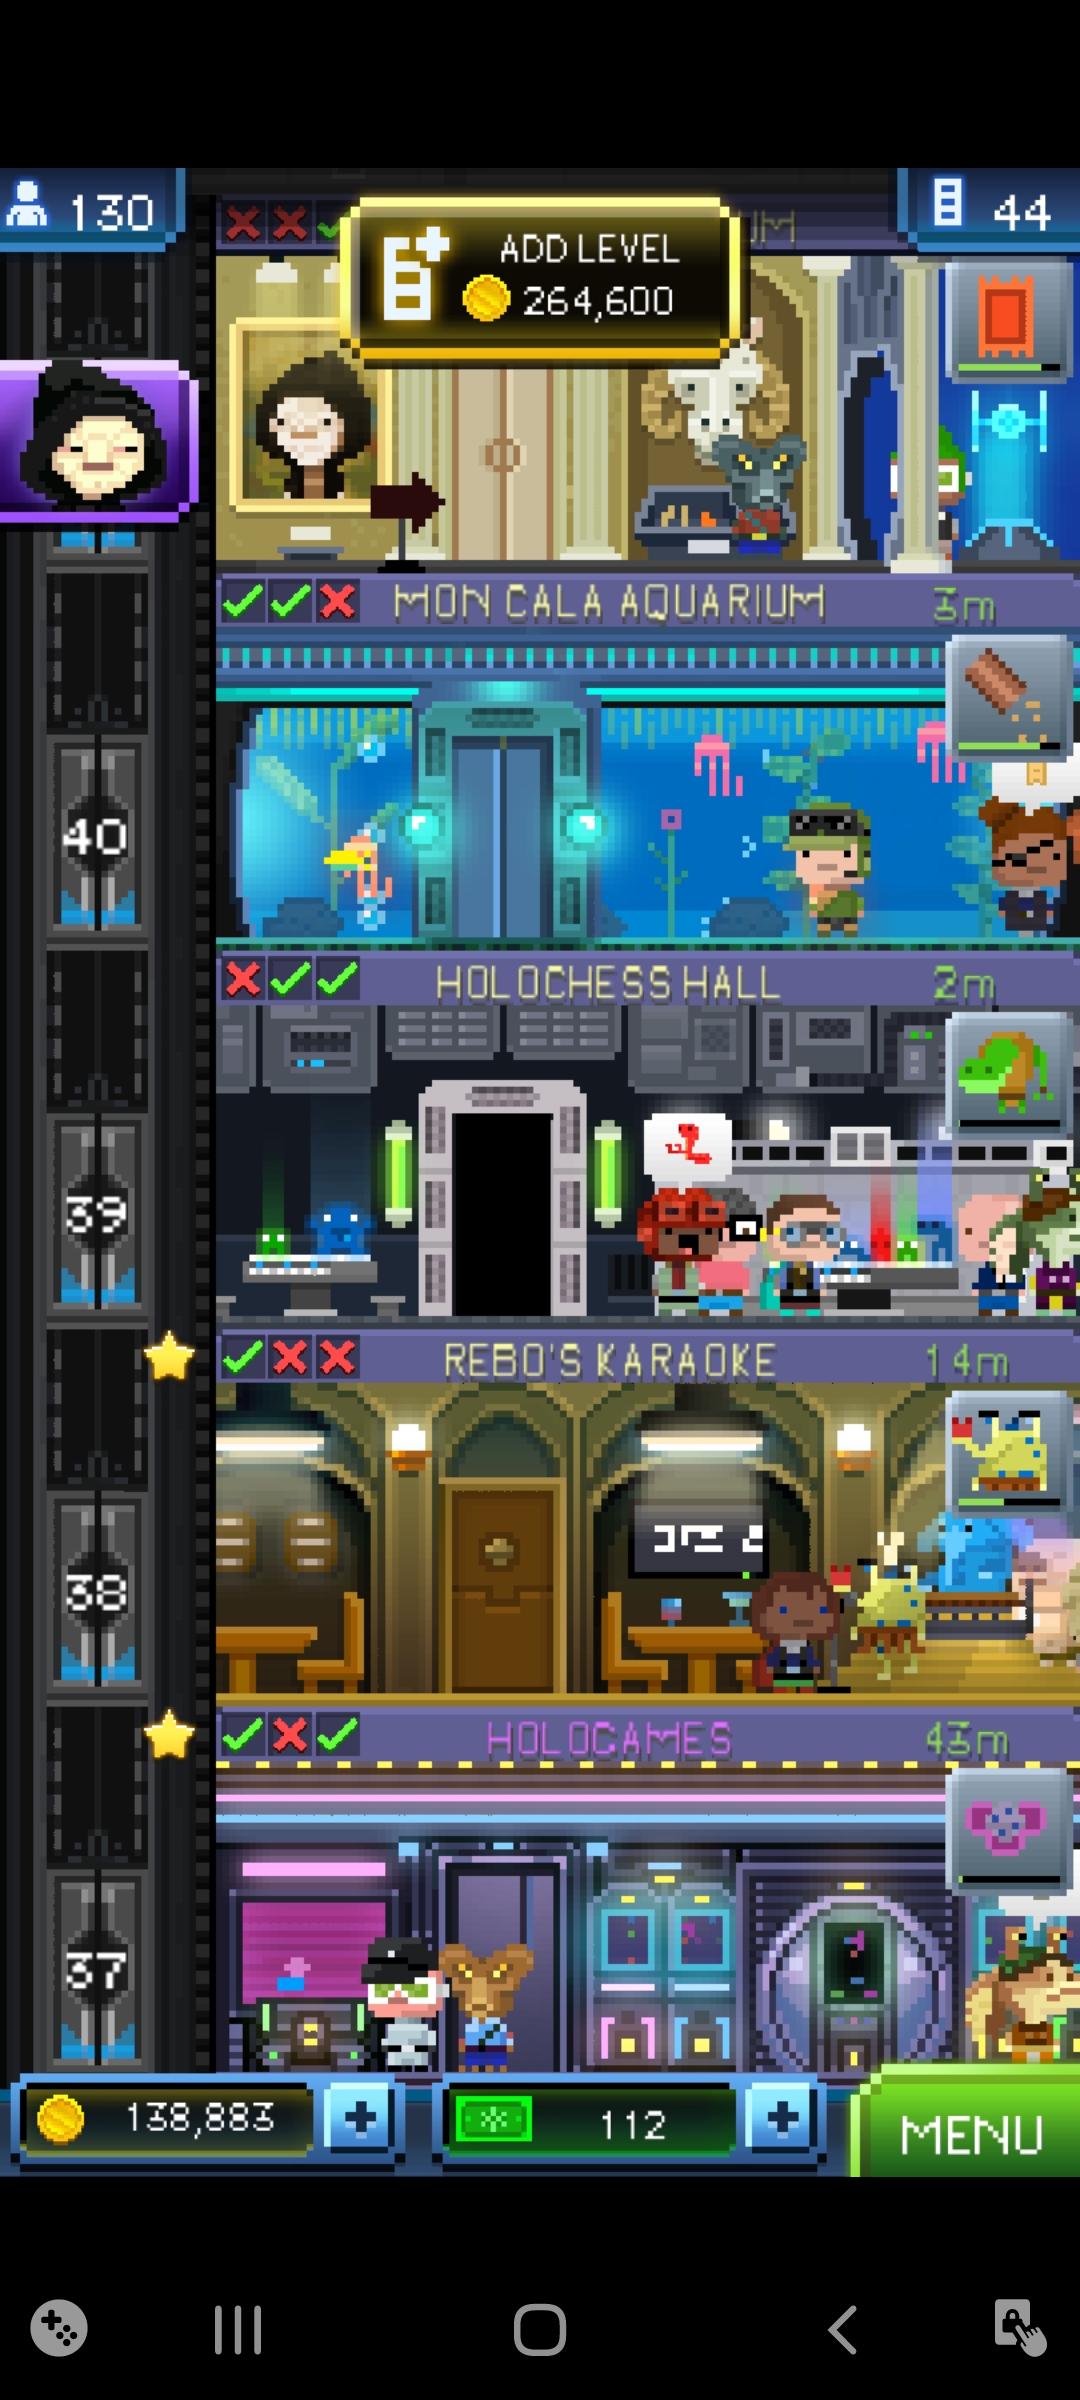 130
44
ADD LEVEL
264,600
UM
MON CALA AQUARIUM 3m
40
HOLOCHESS HALL 2m
39
REBO'S KARAOKE 14m
38
HOLOGAMES 43m
37
138,883
112
MENU